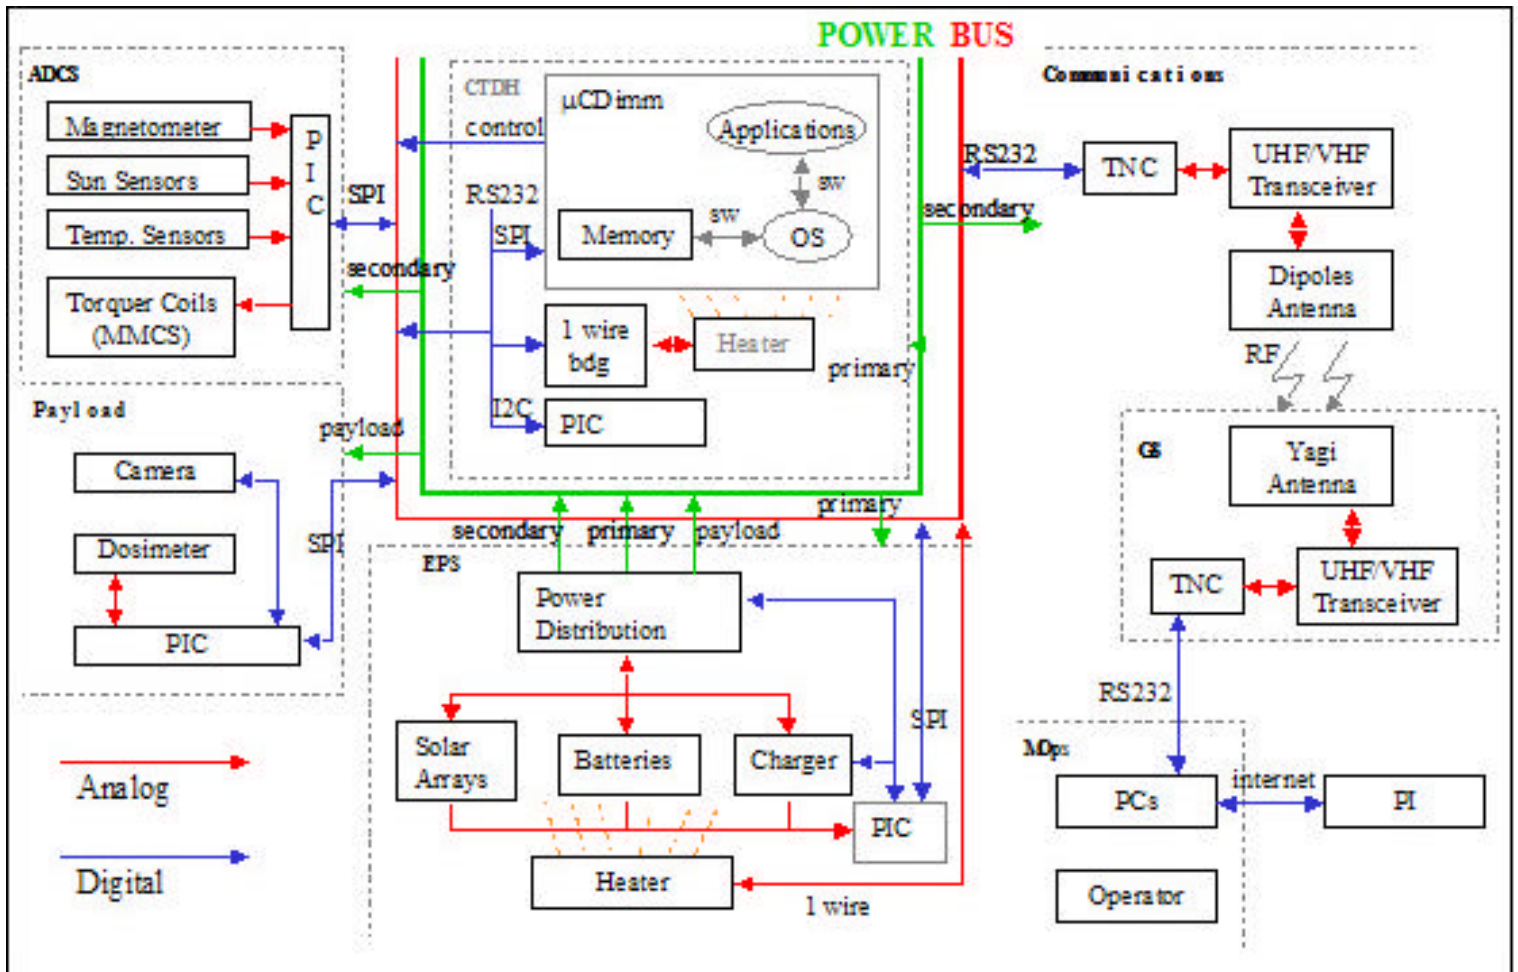 POWER BUS
ADCS
Magnetometer
Sun Sensors
Temp. Sensors
Torquer Coils
(MMCS)
P
I
C
SPI
secondary
CTDH
control
RS232
SPI
I2C
μCDimm
Applications
sw
sw
Memory
OS
1 wire
bdg
Heater
PIC
primary
Communications
RS232
secondary
TNC
UHF/VHF
Transceiver
Dipoles
Antenna
RF
GS
Yagi
Antenna
TNC
UHF/VHF
Transceiver
RS232
MOps
PCs
internet
PI
Operator
Payload
payload
Camera
Dosimeter
SPI
PIC
secondary primary payload
primary
EPS
Power
Distribution
Solar
Arrays
Batteries
Charger
SPI
PIC
Heater
1 wire
Analog
Digital